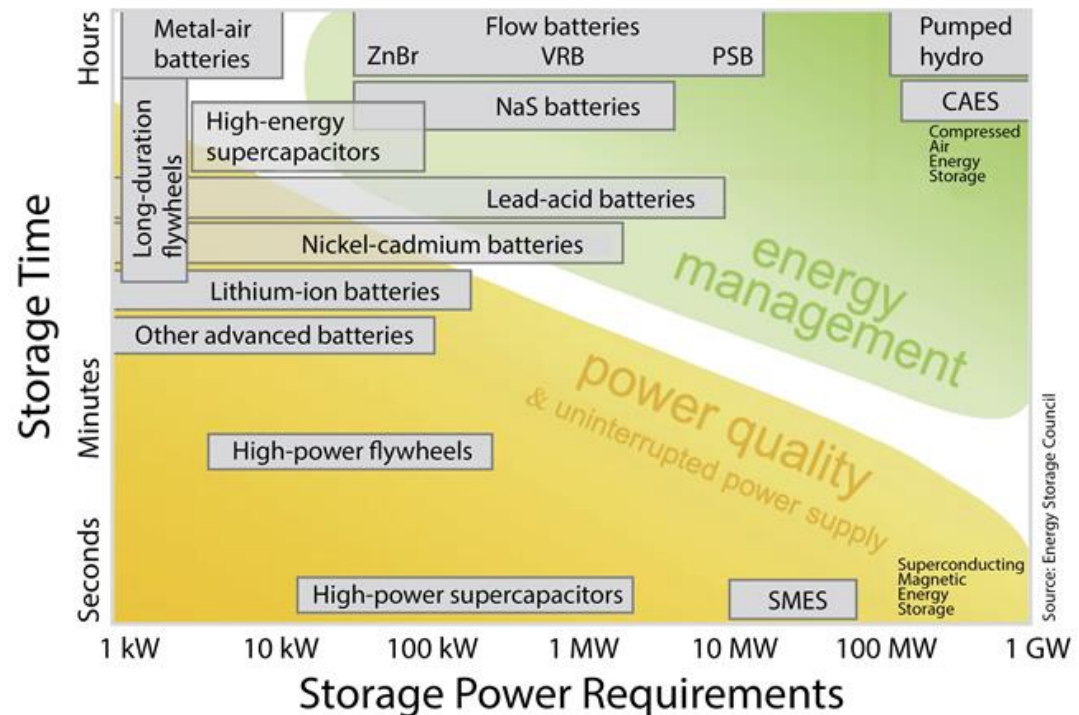 Storage Time
Hours
Minutes
Seconds
Metal-air
batteries
Flow batteries
ZnBr VRB PSB
Pumped
hydro
NaS batteries
CAES
Compressed
Air
Energy
Storage
Long-duration
flywheels
High-energy
supercapacitors
Lead-acid batteries
Nickel-cadmium batteries
Lithium-ion batteries
Other advanced batteries
energy
management
power quality
& uninterrupted power supply
High-power flywheels
High-power supercapacitors
SMES
Superconducting
Magnetic
Energy
Storage
Source: Energy Storage Council
1 kW 10 kW 100 kW 1 MW 10 MW 100 MW 1 GW
Storage Power Requirements